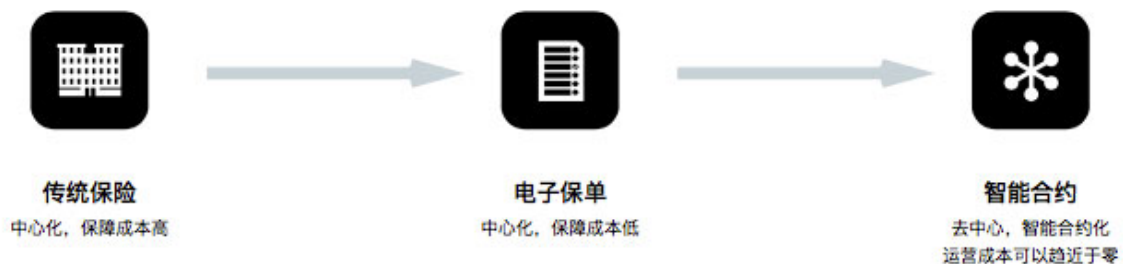 传统保险
中心化，保障成本高
电子保单
中心化，保障成本低
智能合约
去中心，智能合约化
运营成本可以趋近于零